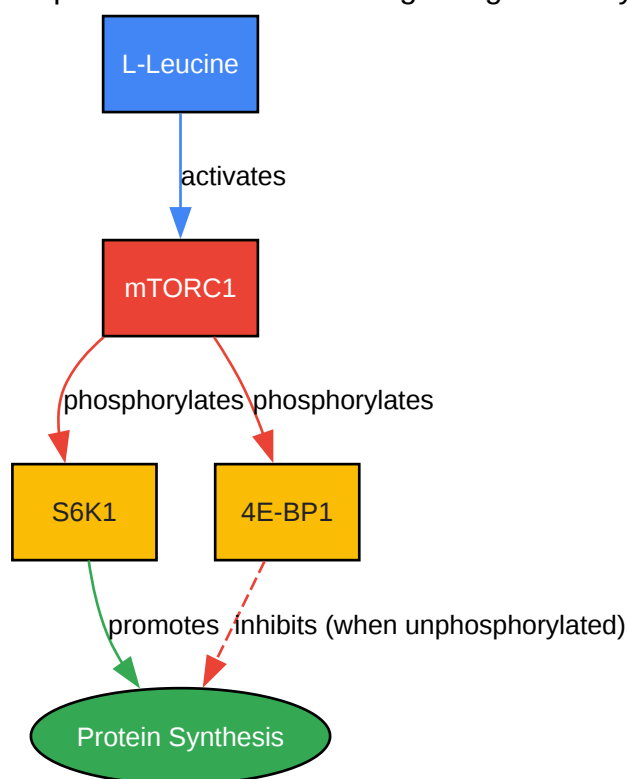 L-Leucine
activates
mTORC1
phosphorylates phosphorylates
S6K1 4E-BP1
promotes inhibits (when unphosphorylated)
Protein Synthesis